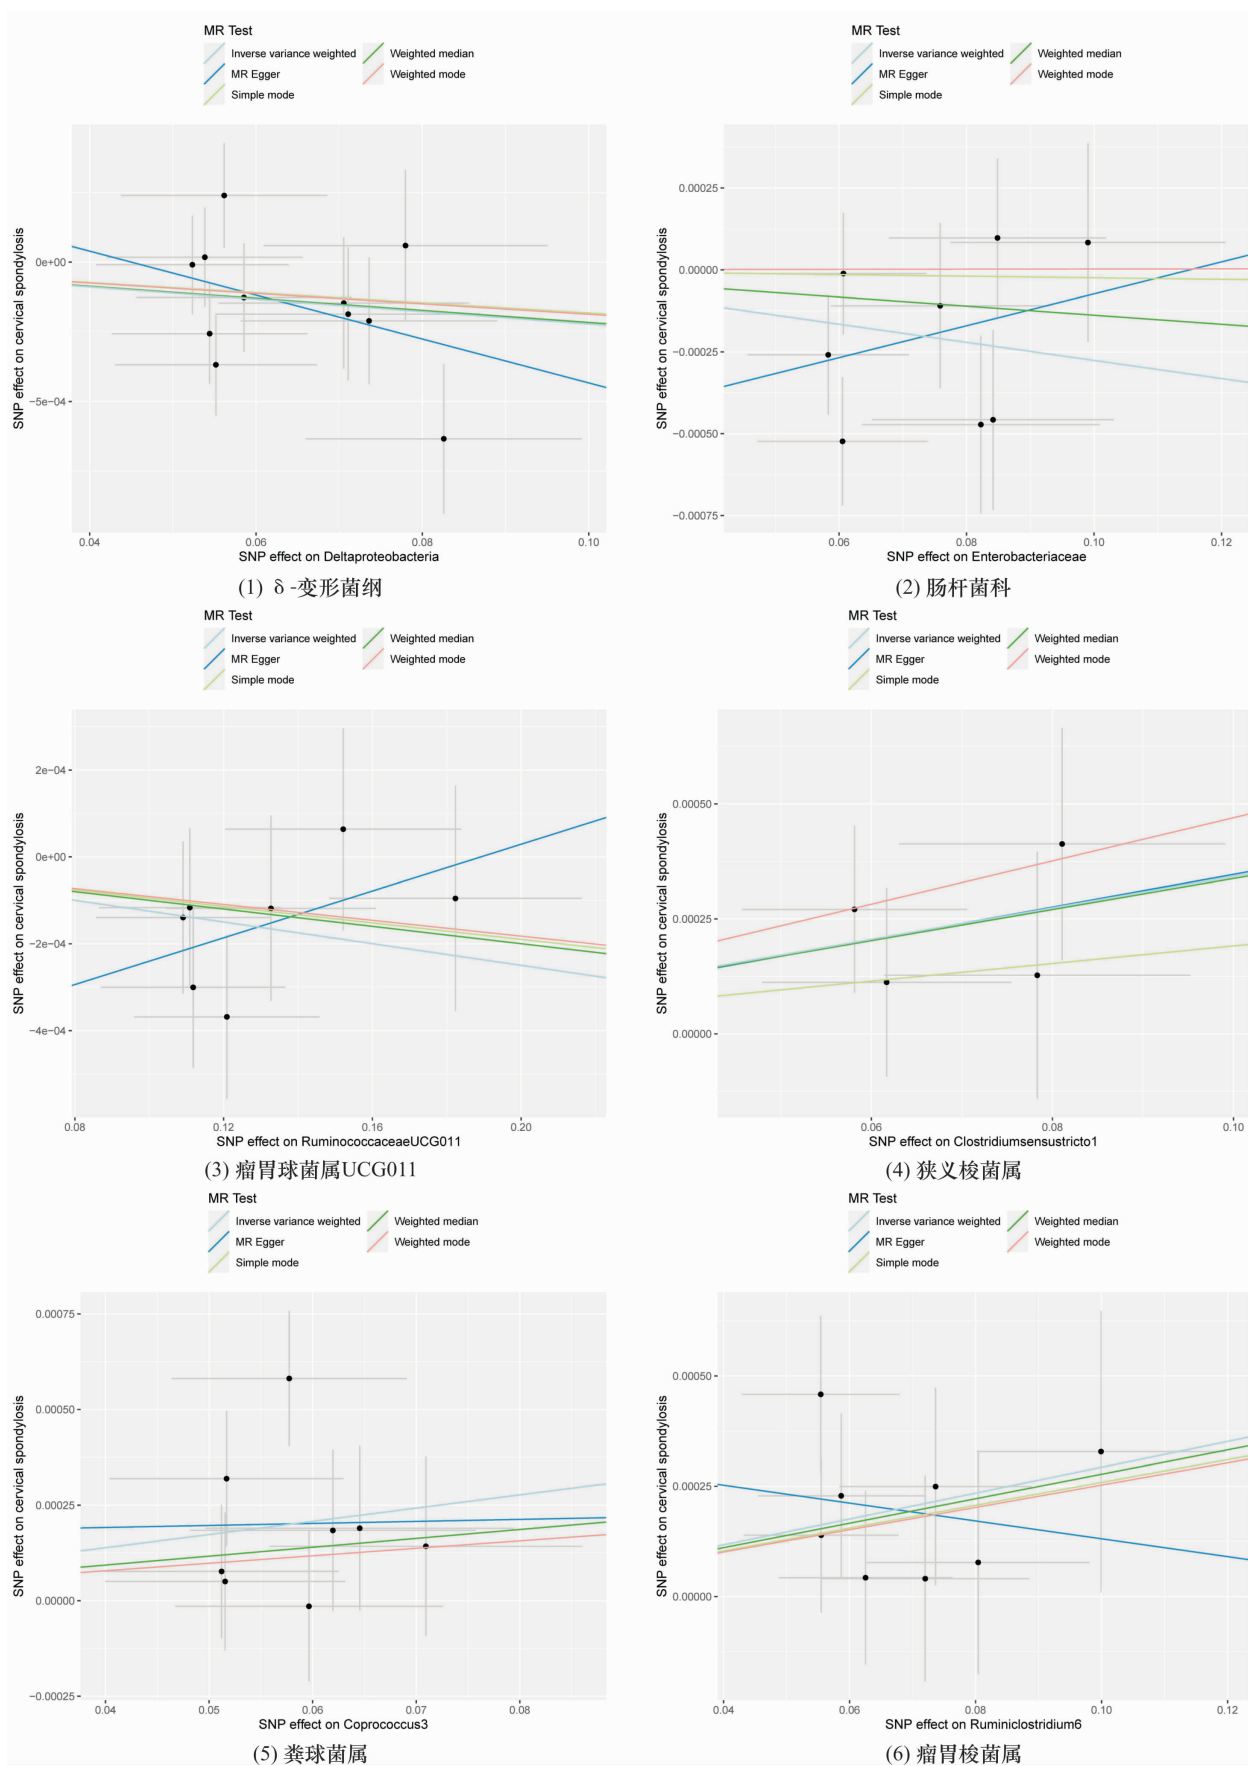 MR Test
Inverse variance weighted
Weighted median
MR Egger
Weighted mode
Simple mode
SNP effect on cervical spondylosis
0e+00
−5e−04
0.04
0.06
0.08
0.10
SNP effect on Deltaproteobacteria
(1) δ-变形菌纲
MR Test
Inverse variance weighted
Weighted median
MR Egger
Weighted mode
Simple mode
SNP effect on cervical spondylosis
0.00025
0.00000
−0.00025
−0.00050
−0.00075
0.06
0.08
0.10
0.12
SNP effect on Enterobacteriaceae
(2) 肠杆菌科
MR Test
Inverse variance weighted
Weighted median
MR Egger
Weighted mode
Simple mode
SNP effect on cervical spondylosis
2e−04
0e+00
−2e−04
−4e−04
0.08
0.12
0.16
0.20
SNP effect on RuminococcaceaeUCG011
(3) 瘤胃球菌属UCG011
MR Test
Inverse variance weighted
Weighted median
MR Egger
Weighted mode
Simple mode
SNP effect on cervical spondylosis
0.00050
0.00025
0.00000
0.06
0.08
0.10
SNP effect on Clostridiumsensustricto1
(4) 狭义梭菌属
MR Test
Inverse variance weighted
Weighted median
MR Egger
Weighted mode
Simple mode
SNP effect on cervical spondylosis
0.00075
0.00050
0.00025
0.00000
−0.00025
0.04
0.05
0.06
0.07
0.08
SNP effect on Coprococcus3
(5) 粪球菌属
MR Test
Inverse variance weighted
Weighted median
MR Egger
Weighted mode
Simple mode
SNP effect on cervical spondylosis
0.00050
0.00025
0.00000
0.04
0.06
0.08
0.10
0.12
SNP effect on Ruminiclostridium6
(6) 瘤胃梭菌属